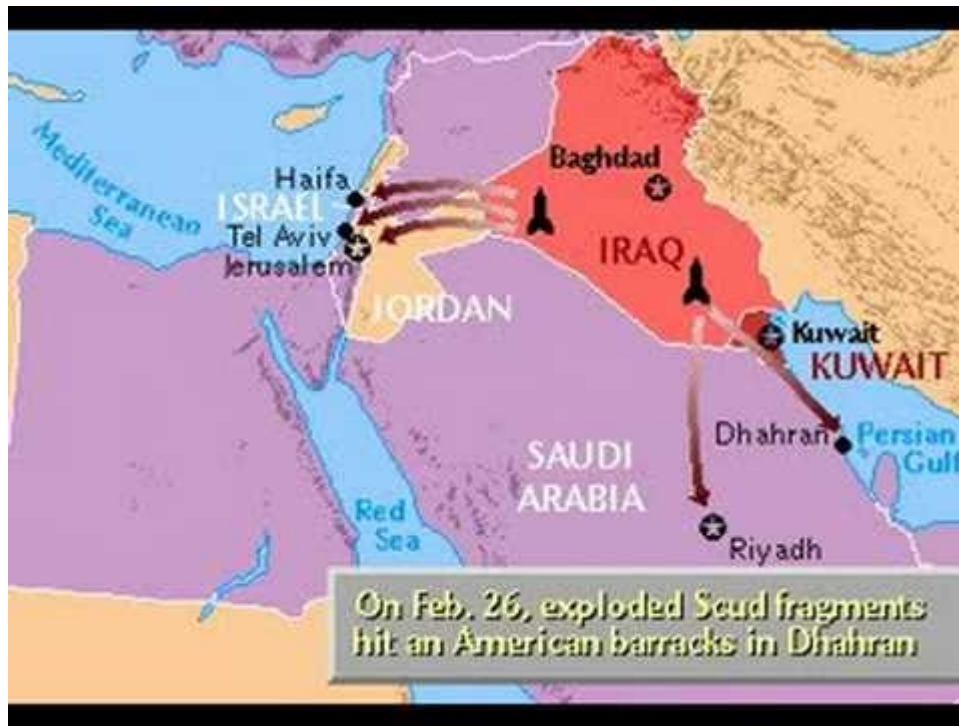 Mediterranean
Sea
Haifa
ISRAEL
Tel Aviv
Jerusalem
JORDAN
Baghdad
IRAQ
Kuwait
KUWAIT
Dhahran
Persian
Gulf
SAUDI
ARABIA
Red
Sea
Riyadh
On Feb. 26, exploded Scud fragments
hit an American barracks in Dhahran